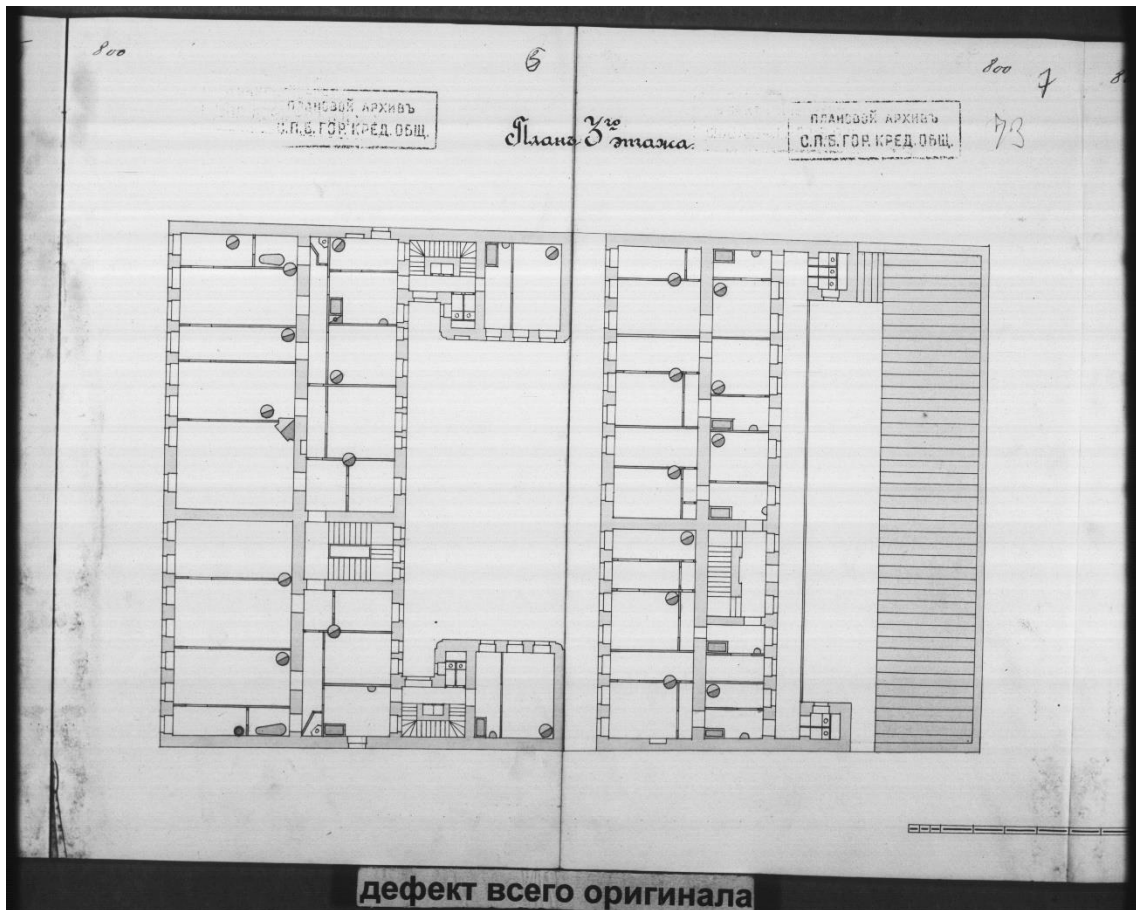 800
6
800
7
ПЛАНОВОЙ АРХИВЪ
С.П.Б. ГОР. КРЕД. ОБЩ.
Планъ 3го этажа.
ПЛАНОВОЙ АРХИВЪ
С.П.Б. ГОР. КРЕД. ОБЩ.
73
дефект всего оригинала